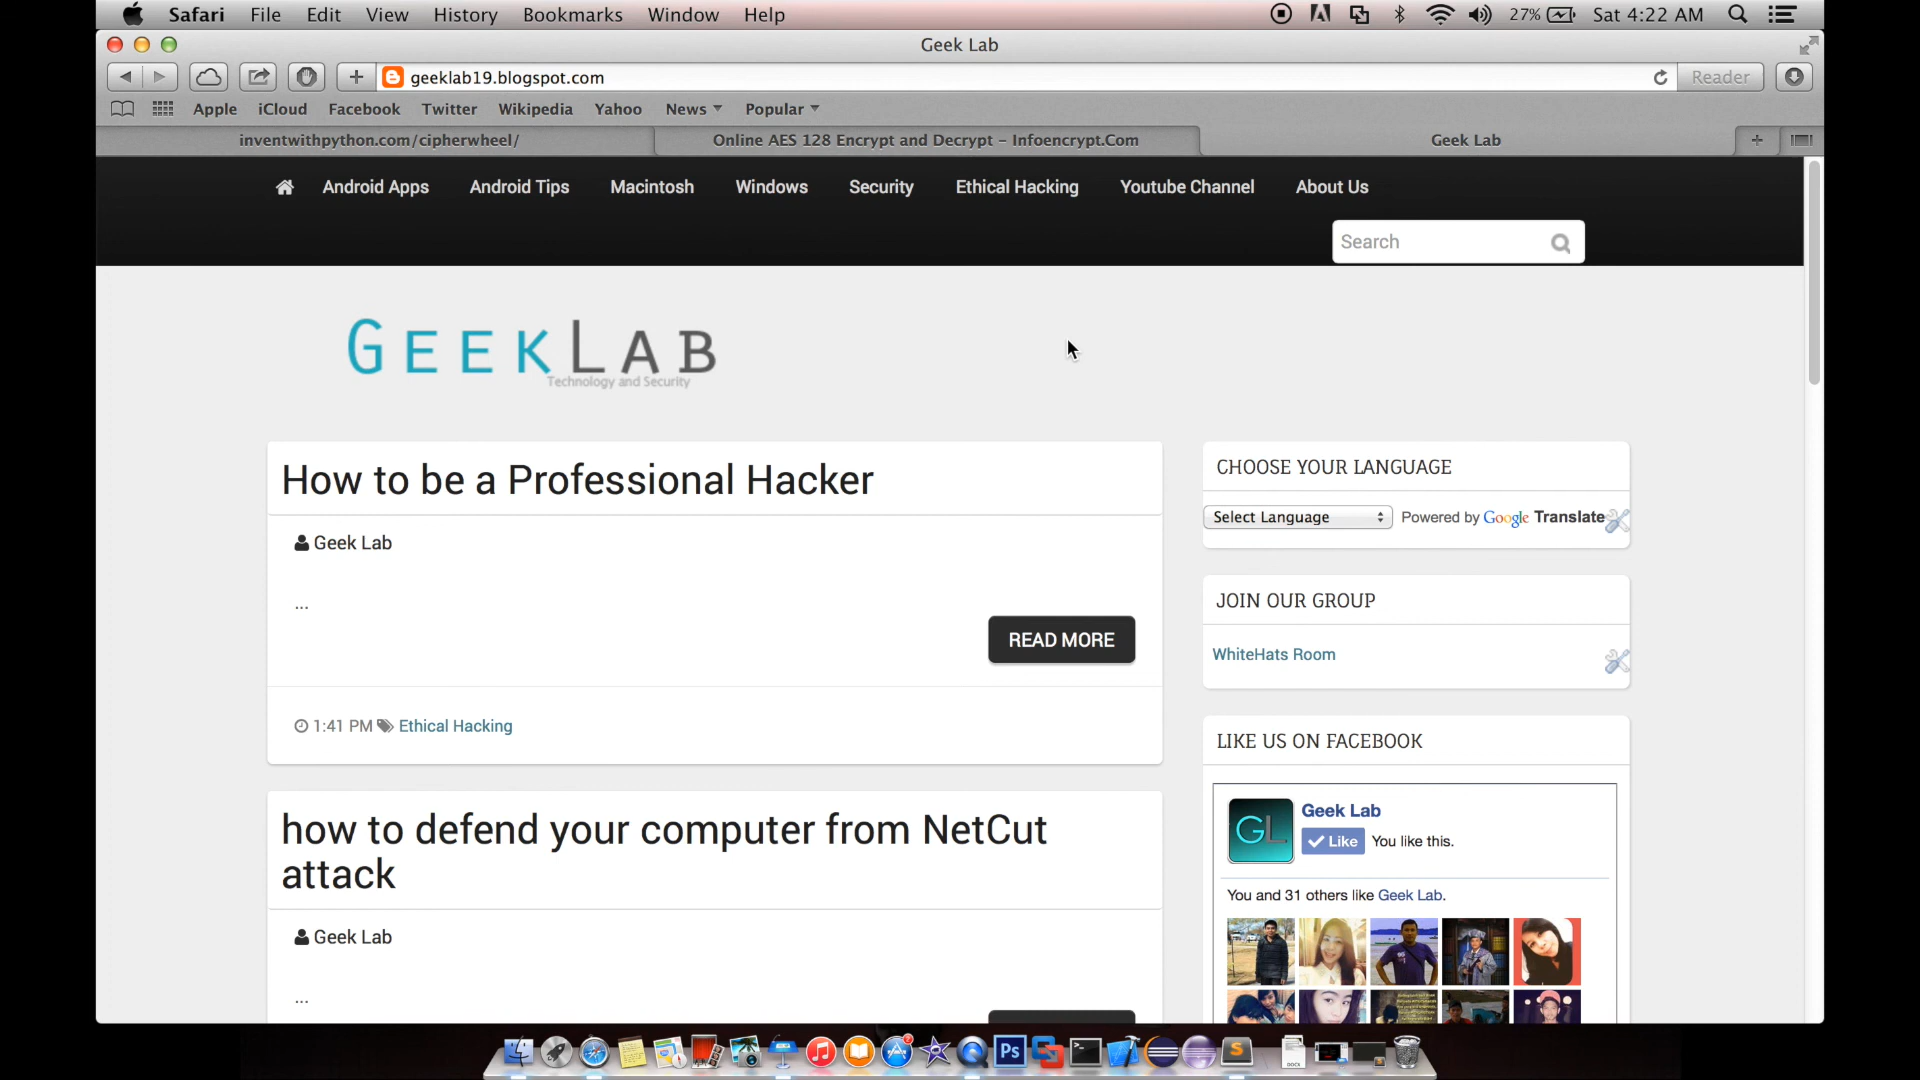 Safari File Edit View History Bookmarks Window Help 27% Sat 4:22 AM
Geek Lab
geeklab19.blogspot.com Reader
Apple iCloud Facebook Twitter Wikipedia Yahoo News Popular
inventwithpython.com/cipherwheel/ Online AES 128 Encrypt and Decrypt – Infoencrypt.Com Geek Lab
Android Apps Android Tips Macintosh Windows Security Ethical Hacking Youtube Channel About Us
Search
GEEKLAB
Technology and Security
How to be a Professional Hacker
Geek Lab
...
READ MORE
1:41 PM Ethical Hacking
how to defend your computer from NetCut
attack
Geek Lab
...
CHOOSE YOUR LANGUAGE
Select Language Powered by Google Translate
JOIN OUR GROUP
WhiteHats Room
LIKE US ON FACEBOOK
GL
Geek Lab
Like You like this.
You and 31 others like Geek Lab.
Ps
S
DOCX